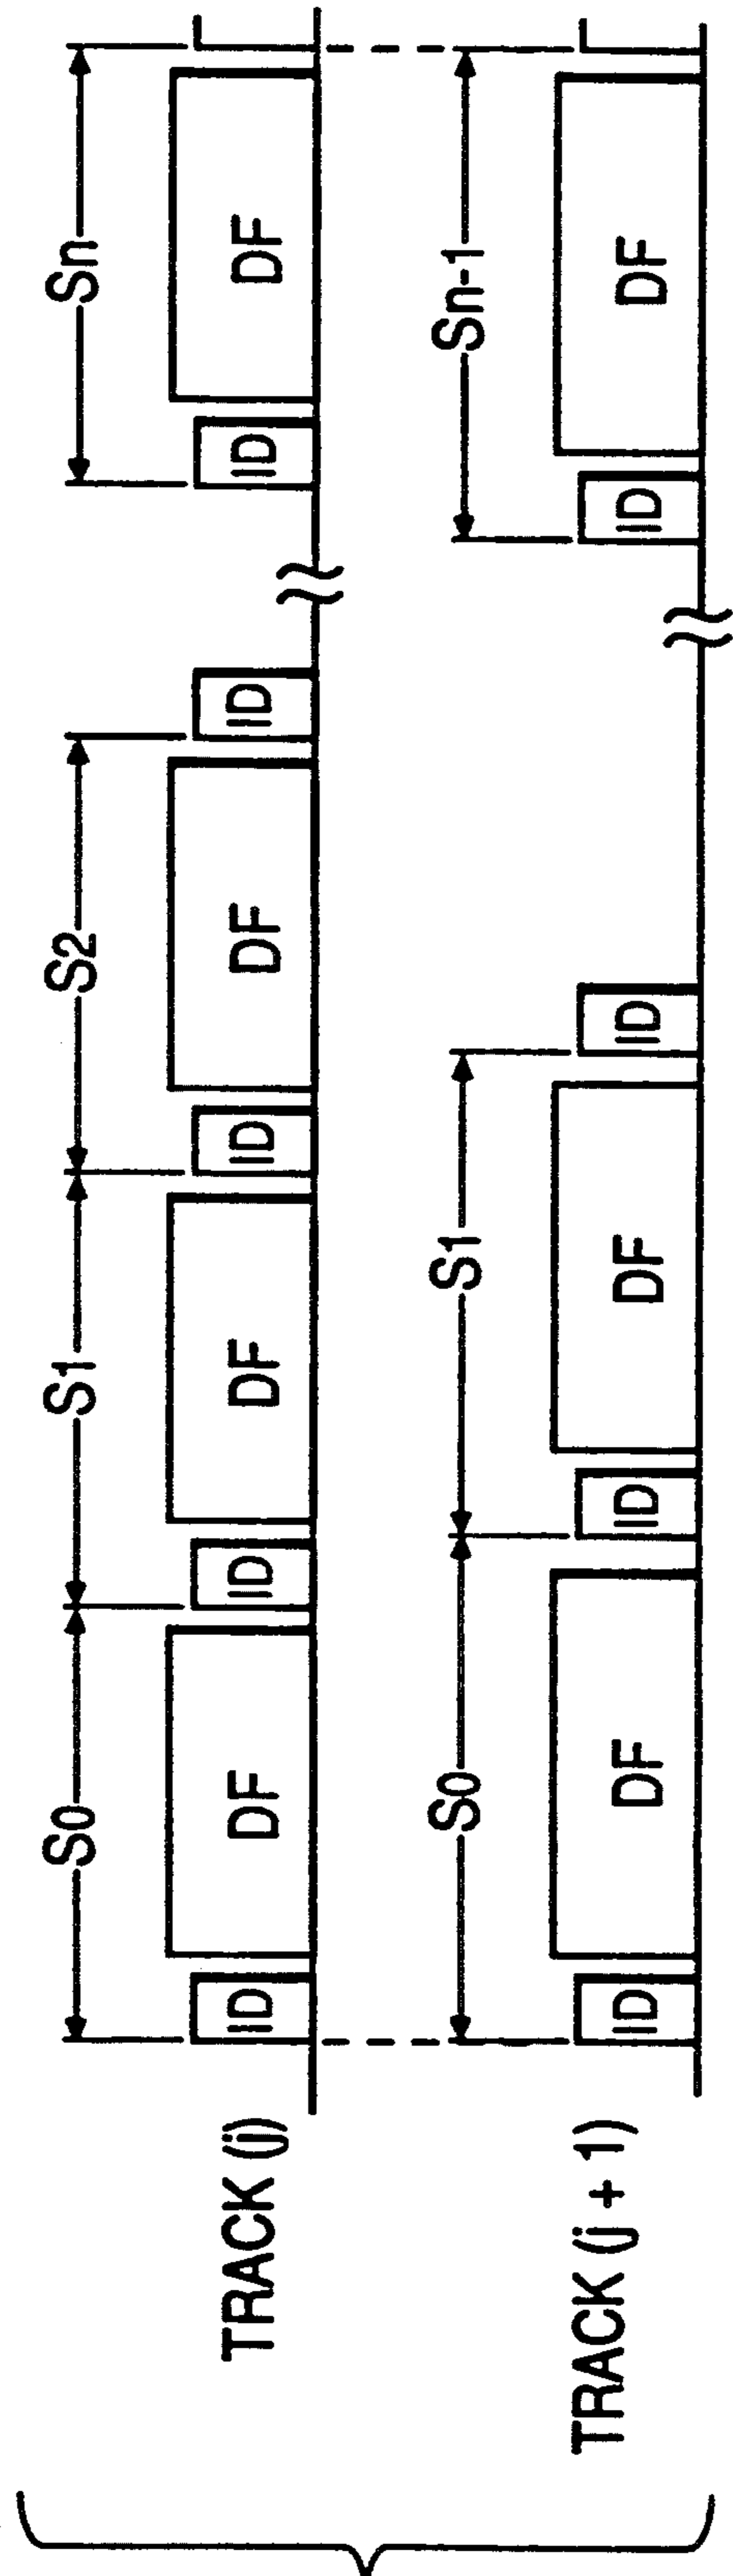 S0 S1 S2 Sn
TRACK (j) ID DF ID DF ID DF ID ID DF
S0 S1 Sn-1
TRACK (j + 1) ID DF ID DF ID ID DF